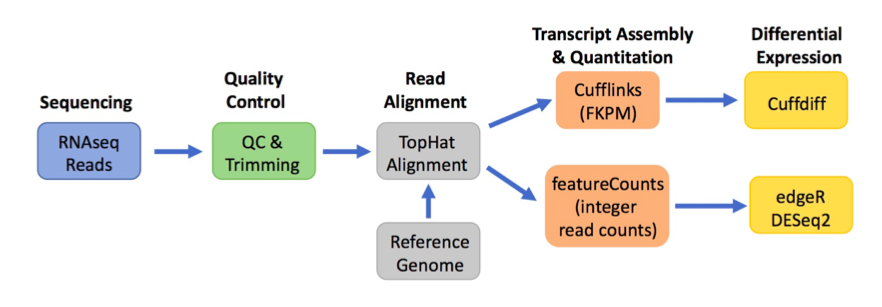 Sequencing
RNAseq
Reads
Quality
Control
QC &
Trimming
Read
Alignment
TopHat
Alignment
Reference
Genome
Transcript Assembly
& Quantitation
Cufflinks
(FKPM)
featureCounts
(integer
read counts)
Differential
Expression
Cuffdiff
edgeR
DESeq2